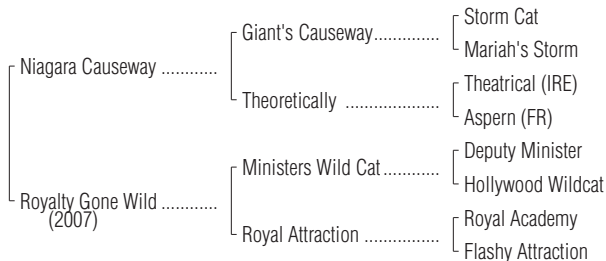 Storm Cat
Giant's Causeway..............
Mariah's Storm
Niagara Causeway ............
Theatrical (IRE)
Theoretically ....................
Aspern (FR)
Deputy Minister
Ministers Wild Cat............
Hollywood Wildcat
Royalty Gone Wild ............
(2007)
Royal Academy
Royal Attraction ................
Flashy Attraction